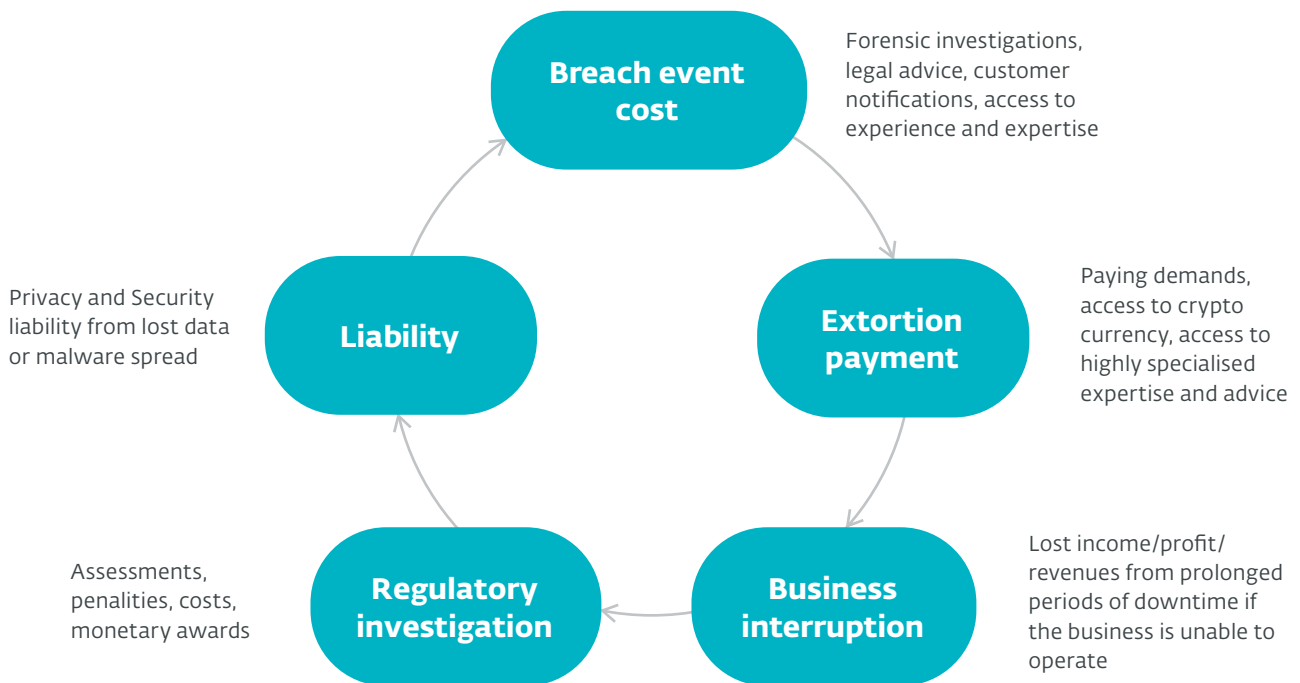 Breach event
cost
Forensic investigations,
legal advice, customer
notifications, access to
experience and expertise
Extortion
payment
Paying demands,
access to crypto
currency, access to
highly specialised
expertise and advice
Business
interruption
Lost income/profit/
revenues from prolonged
periods of downtime if
the business is unable to
operate
Regulatory
investigation
Assessments,
penalities, costs,
monetary awards
Liability
Privacy and Security
liability from lost data
or malware spread